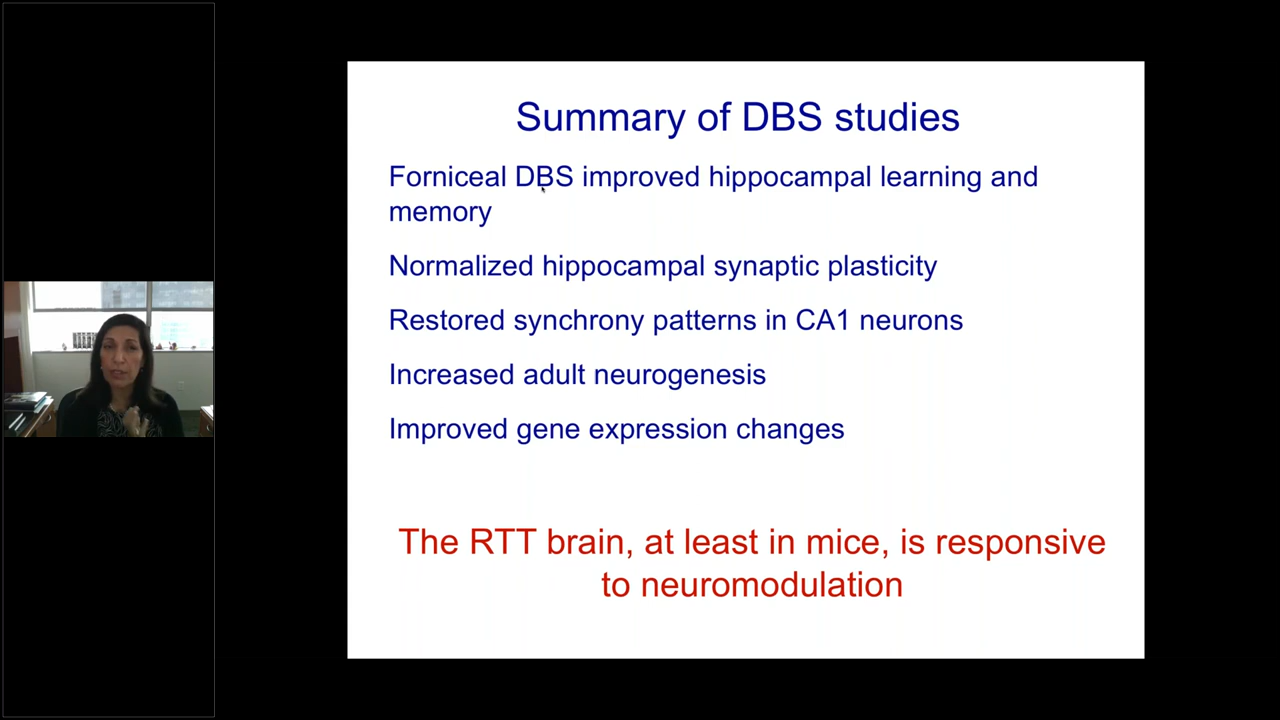 Summary of DBS studies
Forniceal DBS improved hippocampal learning and
memory
Normalized hippocampal synaptic plasticity
Restored synchrony patterns in CA1 neurons
Increased adult neurogenesis
Improved gene expression changes
The RTT brain, at least in mice, is responsive
to neuromodulation